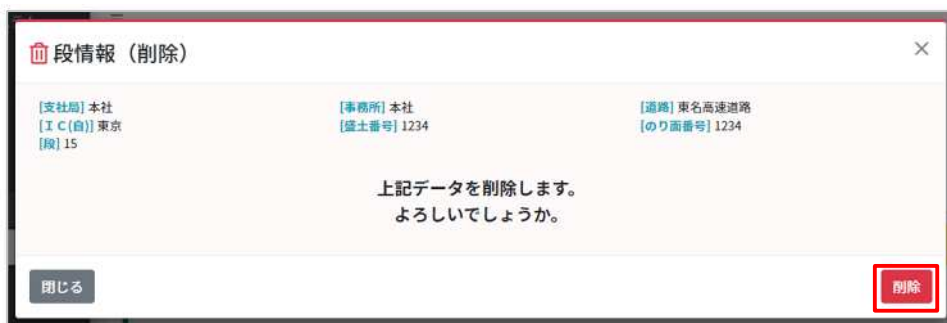 段情報（削除）
×
[支社局] 本社 [事務所] 本社 [道路] 東名高速道路
[ＩＣ(自)] 東京 [盛土番号] 1234 [のり面番号] 1234
[段] 15
上記データを削除します。
よろしいでしょうか。
閉じる 削除